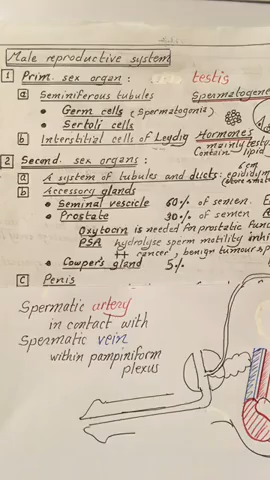 Male reproductive system
1 Prim. sex organ: testis
a Seminiferous tubules Spermatogene
• Germ cells (Spermatogonia)
• Sertoli cells
b Interstitial cells of Leydig Hormones
mainly testo
Contain lipid
2 Second. sex organs:
a A system of tubules and ducts: epididym
b Accessory glands
• Seminal vescicle 60% of semen.
• Prostate 30% of semen
Oxytocin is needed for prostatic func
PSA hydrolyse sperm motility inhi
++ cancer, benign tumours
• Cowper's gland 5%
c Penis
Spermatic artery
in contact with
Spermatic vein
within pampiniform
plexus